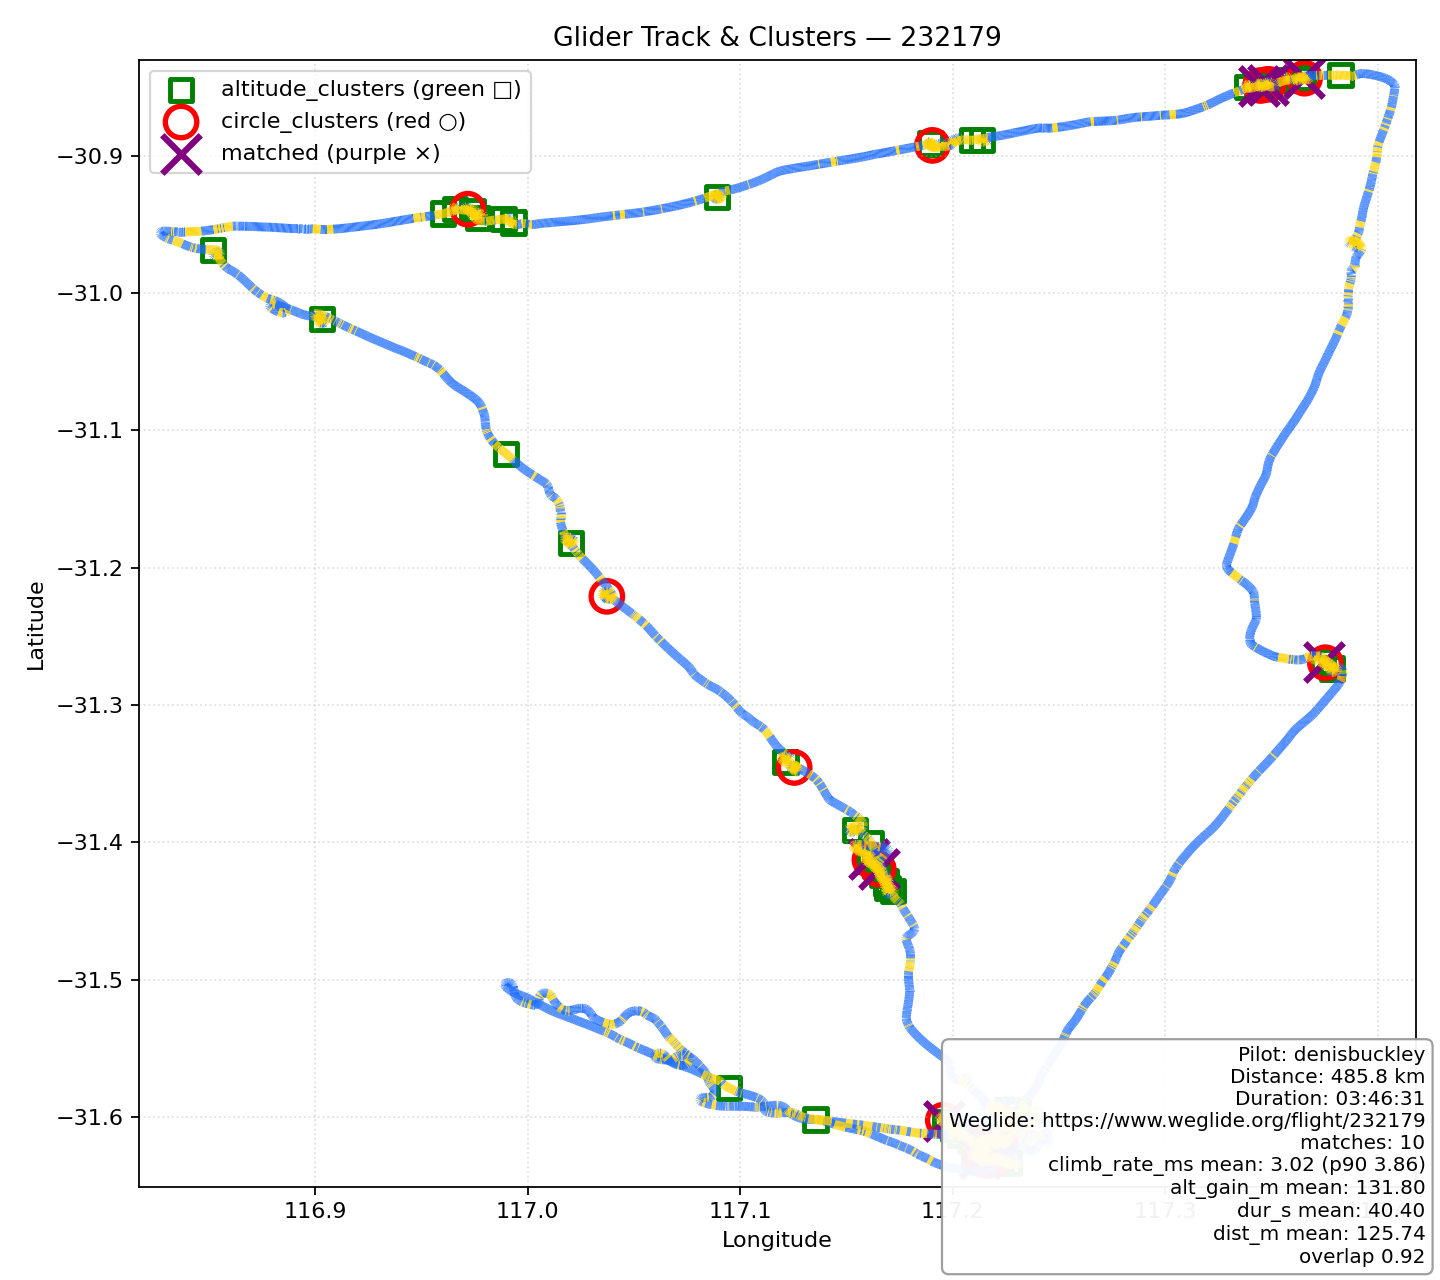 Glider Track & Clusters — 232179
altitude_clusters (green □)
circle_clusters (red ○)
matched (purple ×)
Latitude
−30.9
−31.0
−31.1
−31.2
−31.3
−31.4
−31.5
−31.6
116.9
117.0
117.1
117.2
117.3
Longitude
Pilot: denisbuckley
Distance: 485.8 km
Duration: 03:46:31
Weglide: https://www.weglide.org/flight/232179
matches: 10
climb_rate_ms mean: 3.02 (p90 3.86)
alt_gain_m mean: 131.80
dur_s mean: 40.40
dist_m mean: 125.74
overlap 0.92